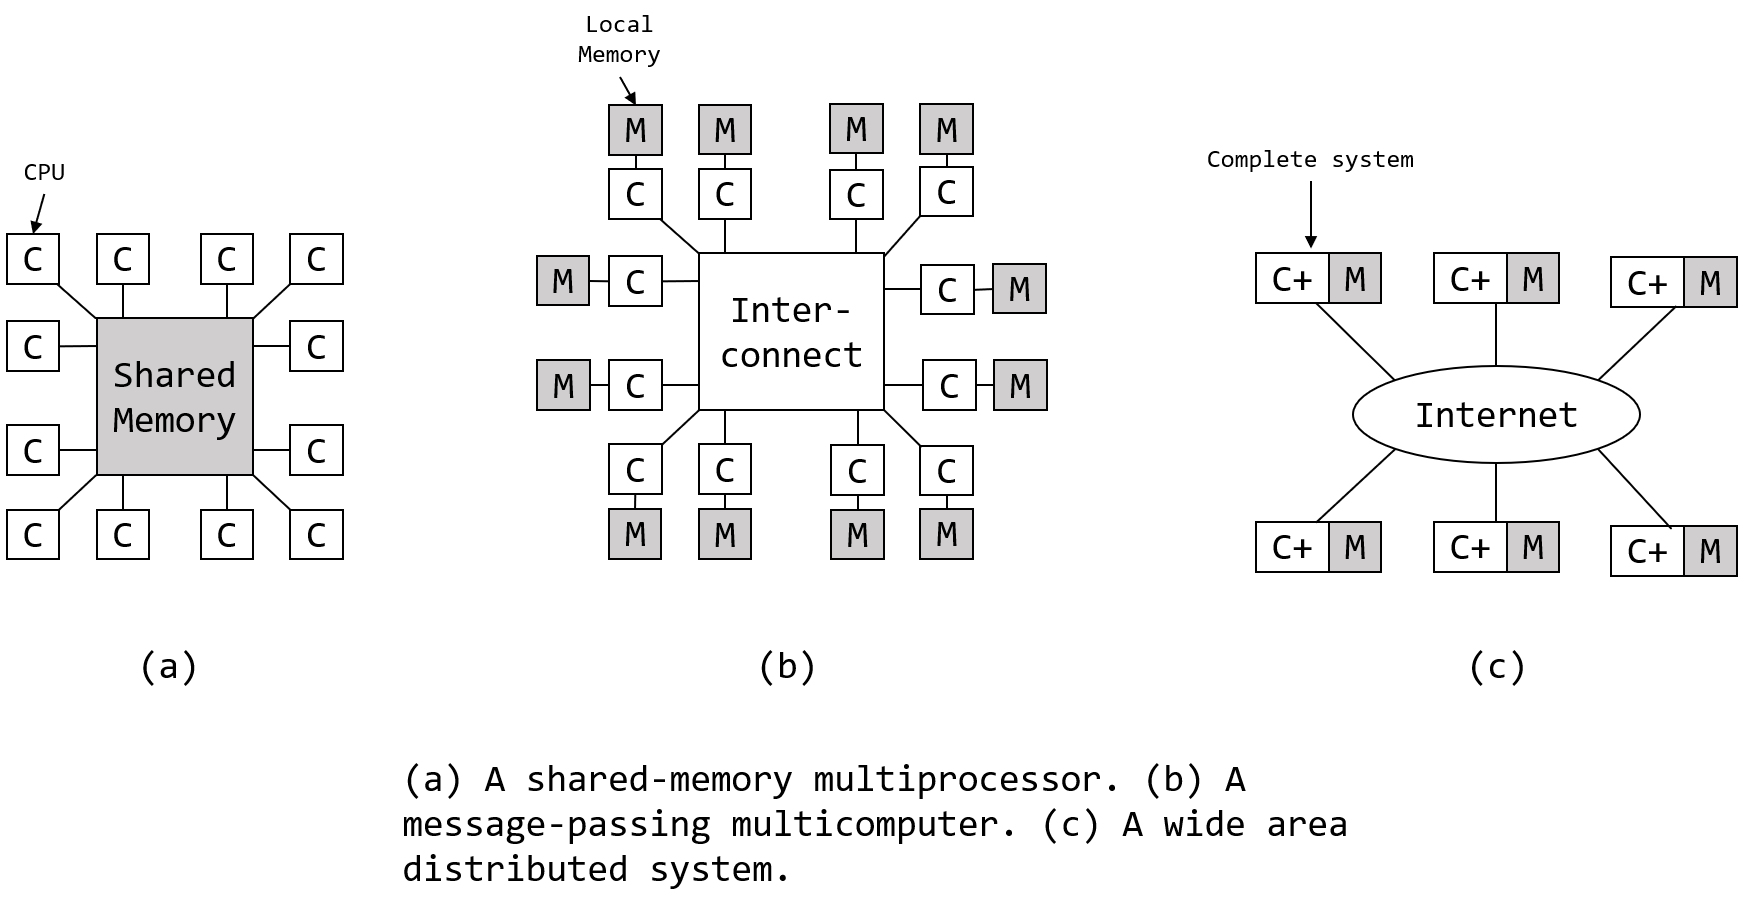 Local
Memory
M M M M
CPU
Complete system
C C C C
C C C C
M C C M
C+ M C+ M C+ M
Inter-
connect
C C
Shared
Memory
M C C M
Internet
C C
C C C C
C C C C
M M M M
C+ M C+ M C+ M
(a) (b) (c)
(a) A shared-memory multiprocessor. (b) A
message-passing multicomputer. (c) A wide area
distributed system.